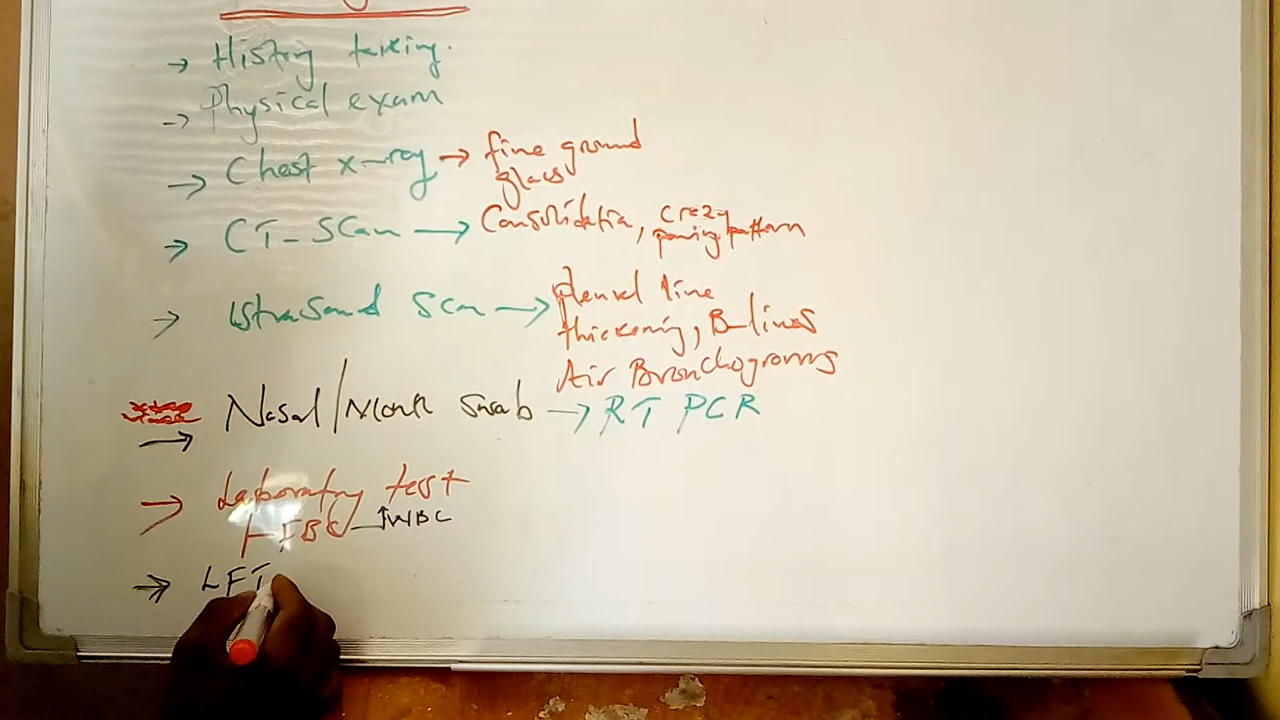 → History taking.
→ Physical exam
→ Chest x-ray → fine ground
glass
→ CT-Scan → Consolidation, crazy
paving pattern
→ Ultrasound Scan → pleural line
thickening, B-lines
Air Bronchograms
→ Nasal/Mouth Swab → RT PCR
→ Laboratory test
FBC → ↑WBC
→ LFT